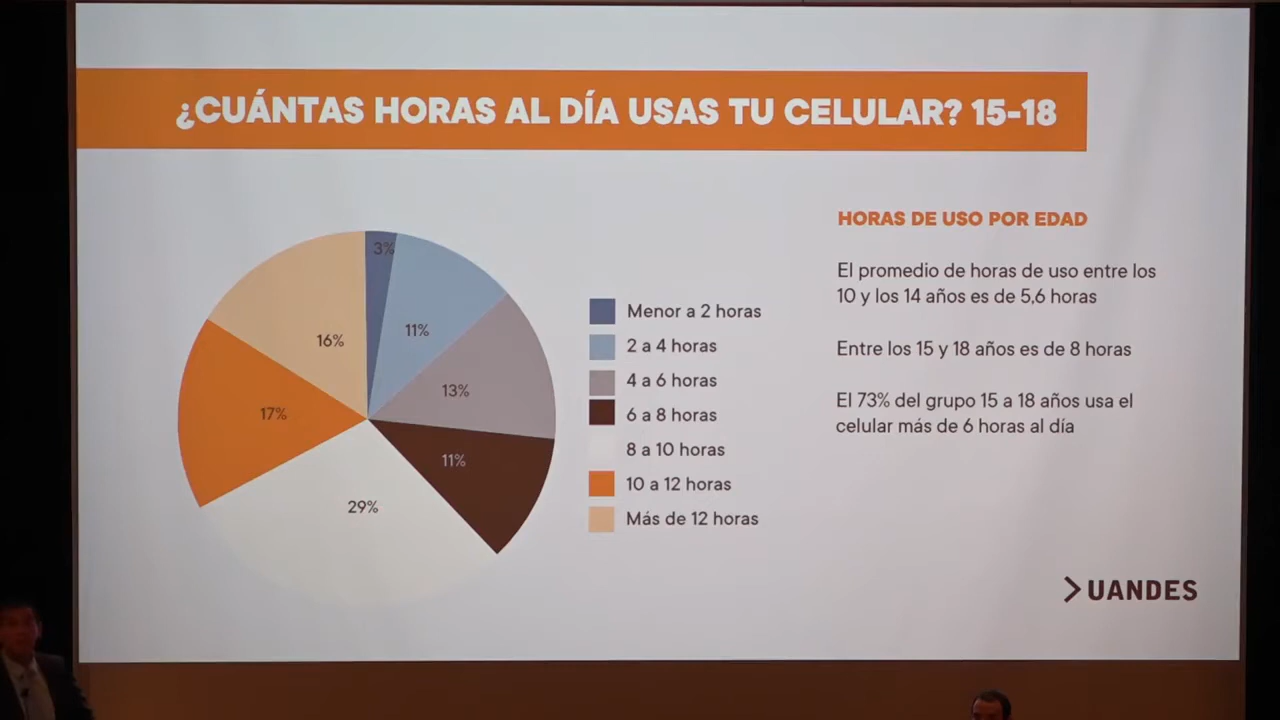 ¿CUÁNTAS HORAS AL DÍA USAS TU CELULAR? 15-18
3%
11%
13%
11%
29%
17%
16%
Menor a 2 horas
2 a 4 horas
4 a 6 horas
6 a 8 horas
8 a 10 horas
10 a 12 horas
Más de 12 horas
HORAS DE USO POR EDAD
El promedio de horas de uso entre los
10 y los 14 años es de 5,6 horas
Entre los 15 y 18 años es de 8 horas
El 73% del grupo 15 a 18 años usa el
celular más de 6 horas al día
UANDES